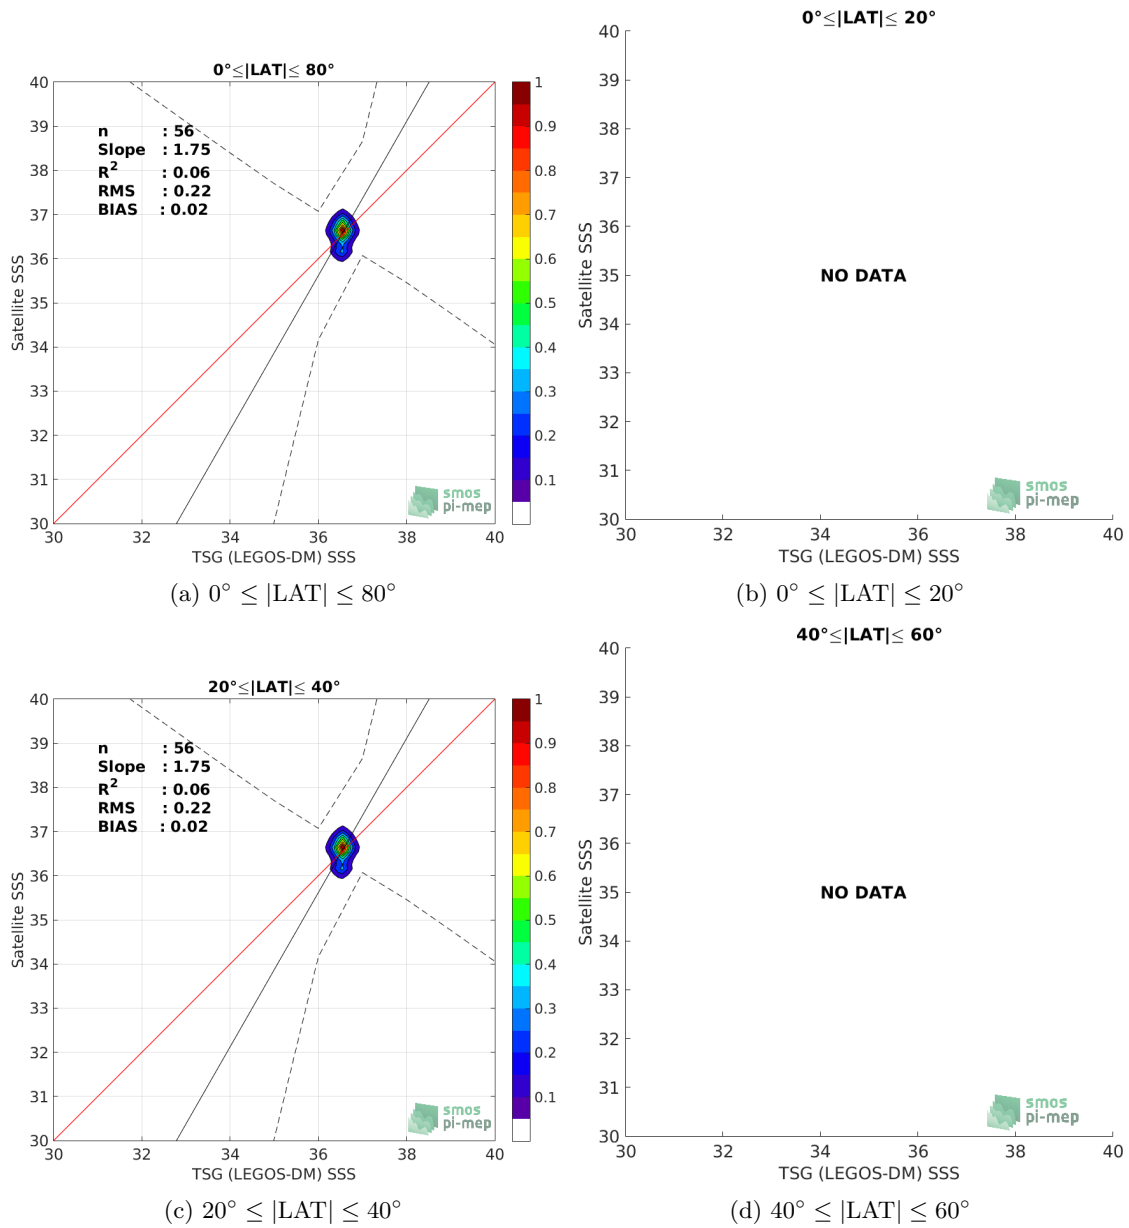 0°≤|LAT|≤ 80°
40
39
38
37
36
35
34
33
32
31
30
Satellite SSS
n : 56
Slope : 1.75
R² : 0.06
RMS : 0.22
BIAS : 0.02
1
0.9
0.8
0.7
0.6
0.5
0.4
0.3
0.2
0.1
smos
pi-mep
30 32 34 36 38 40
TSG (LEGOS-DM) SSS
(a) 0° ≤ |LAT| ≤ 80°
0°≤|LAT|≤ 20°
40
39
38
37
36
35
34
33
32
31
30
Satellite SSS
NO DATA
smos
pi-mep
30 32 34 36 38 40
TSG (LEGOS-DM) SSS
(b) 0° ≤ |LAT| ≤ 20°
20°≤|LAT|≤ 40°
40
39
38
37
36
35
34
33
32
31
30
Satellite SSS
n : 56
Slope : 1.75
R² : 0.06
RMS : 0.22
BIAS : 0.02
1
0.9
0.8
0.7
0.6
0.5
0.4
0.3
0.2
0.1
smos
pi-mep
30 32 34 36 38 40
TSG (LEGOS-DM) SSS
(c) 20° ≤ |LAT| ≤ 40°
40°≤|LAT|≤ 60°
40
39
38
37
36
35
34
33
32
31
30
Satellite SSS
NO DATA
smos
pi-mep
30 32 34 36 38 40
TSG (LEGOS-DM) SSS
(d) 40° ≤ |LAT| ≤ 60°